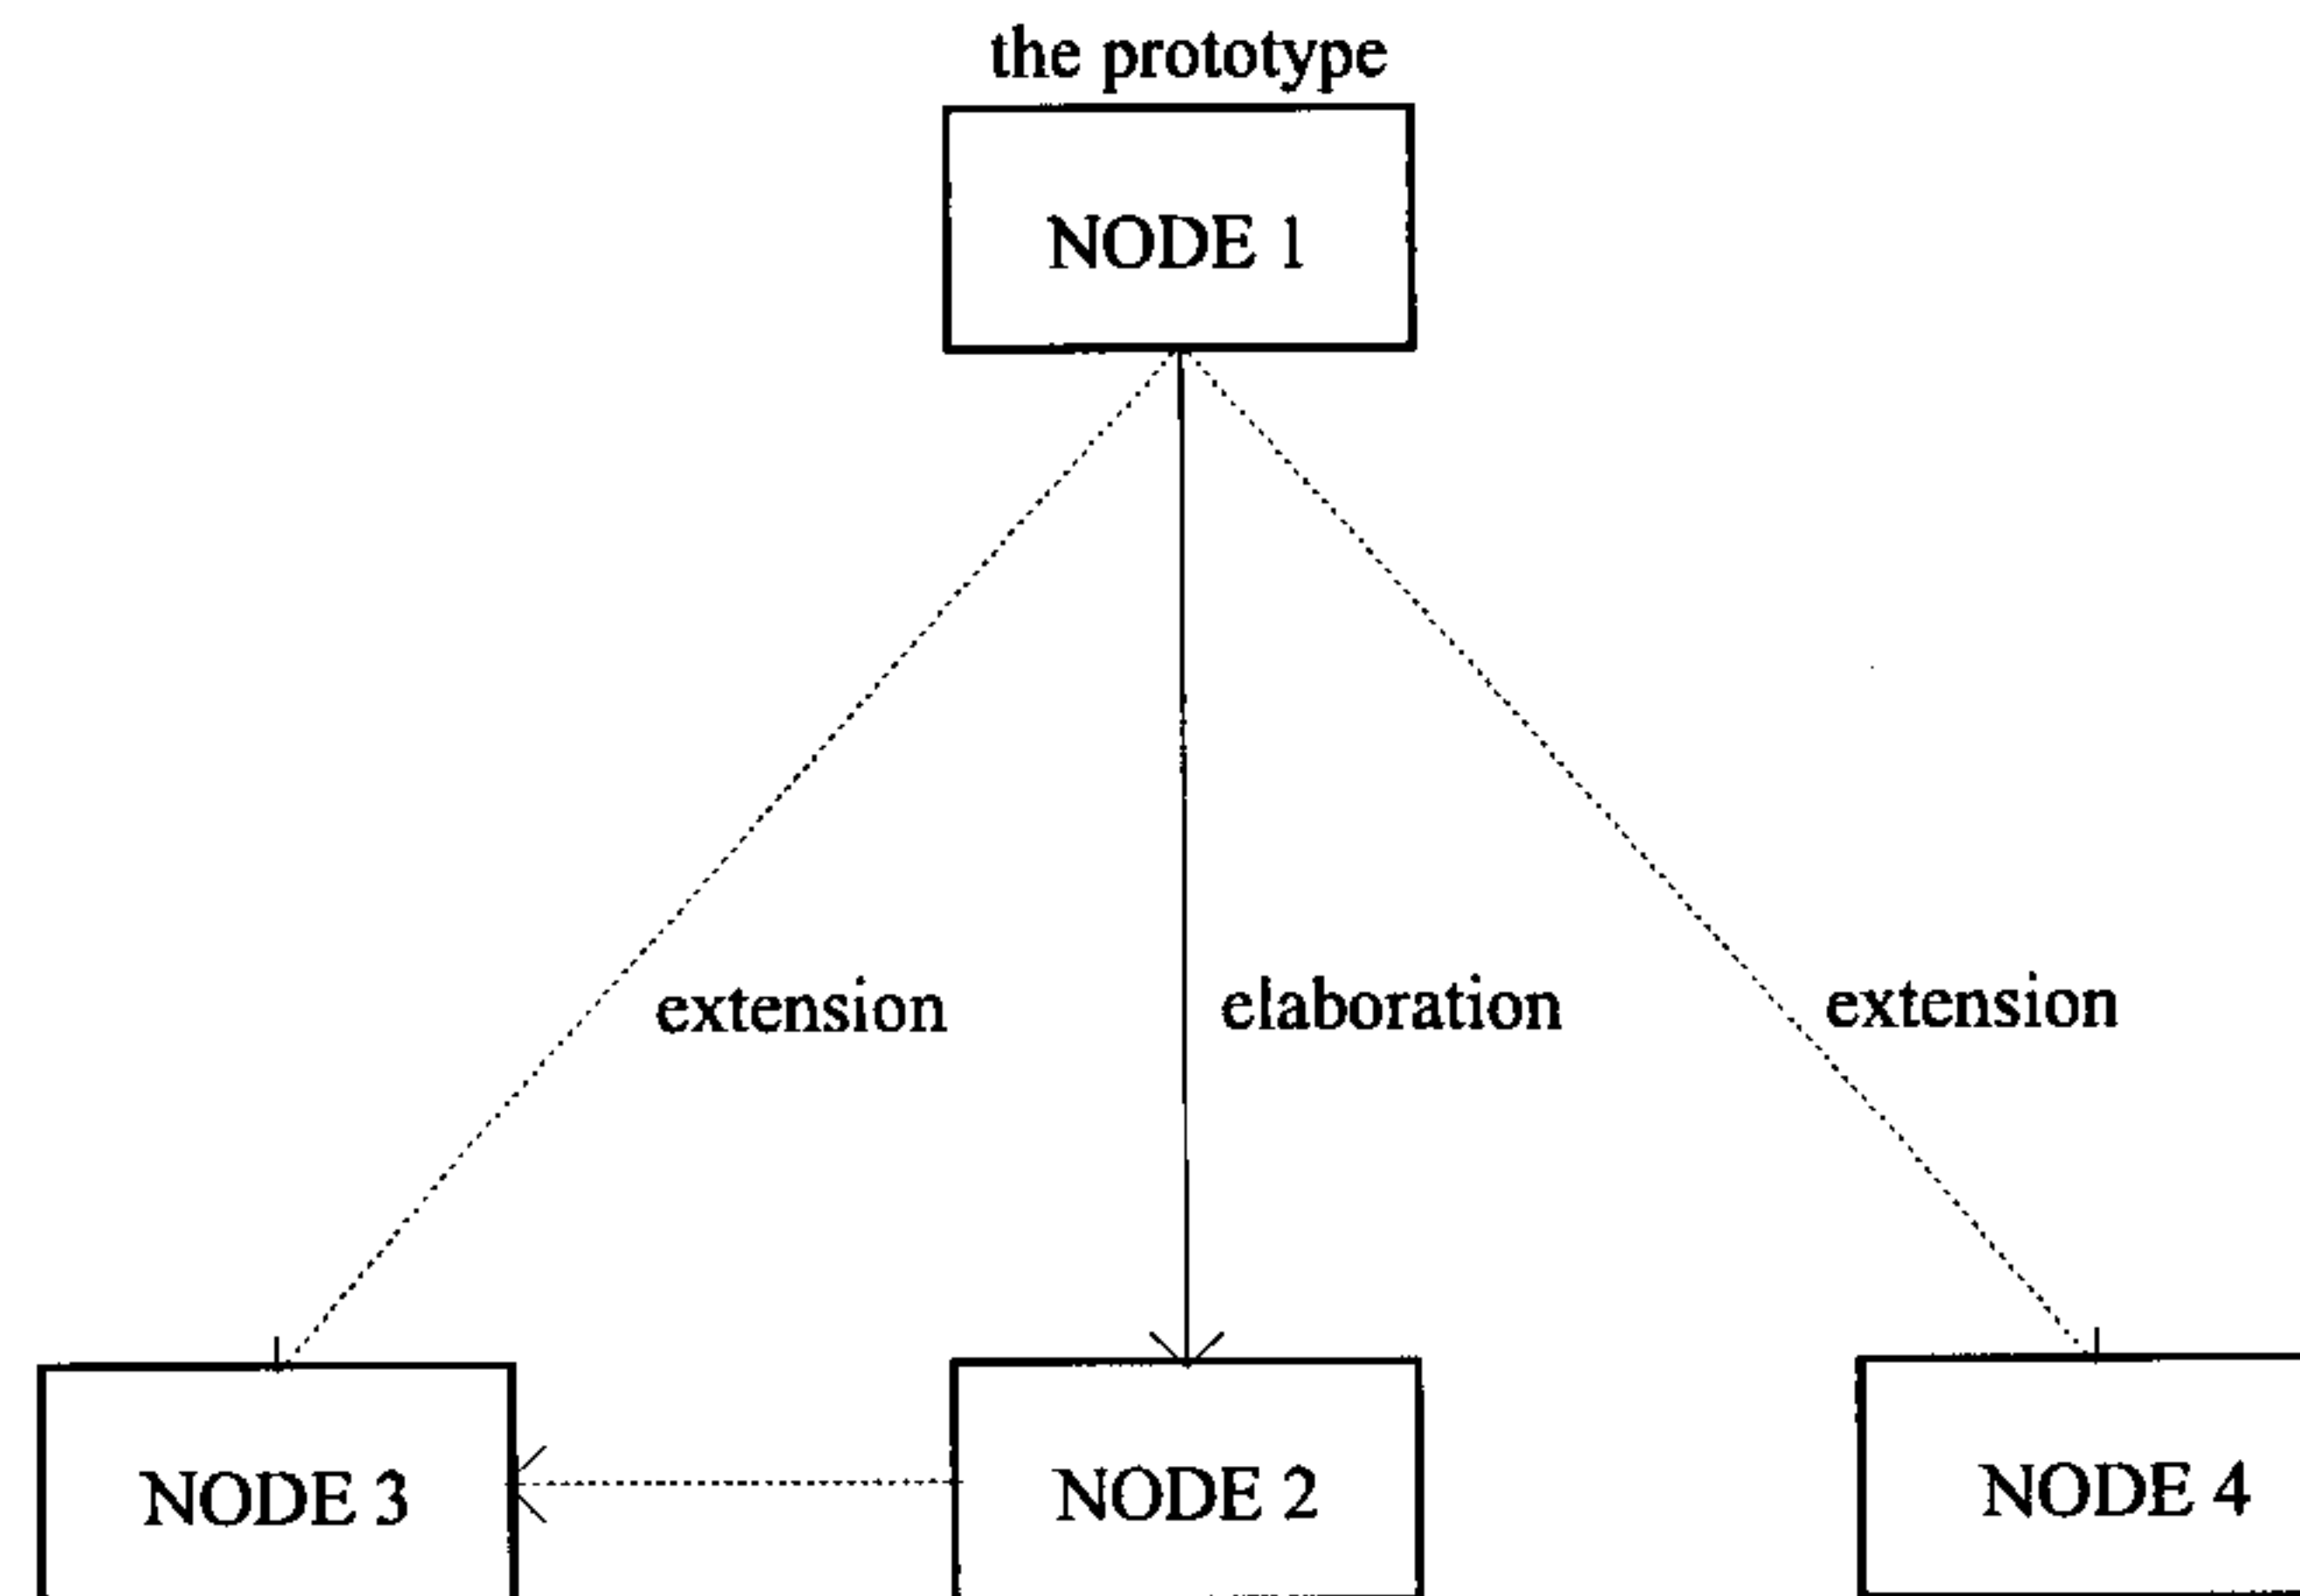 the prototype
NODE 1
extension
elaboration
extension
NODE 3
NODE 2
NODE 4